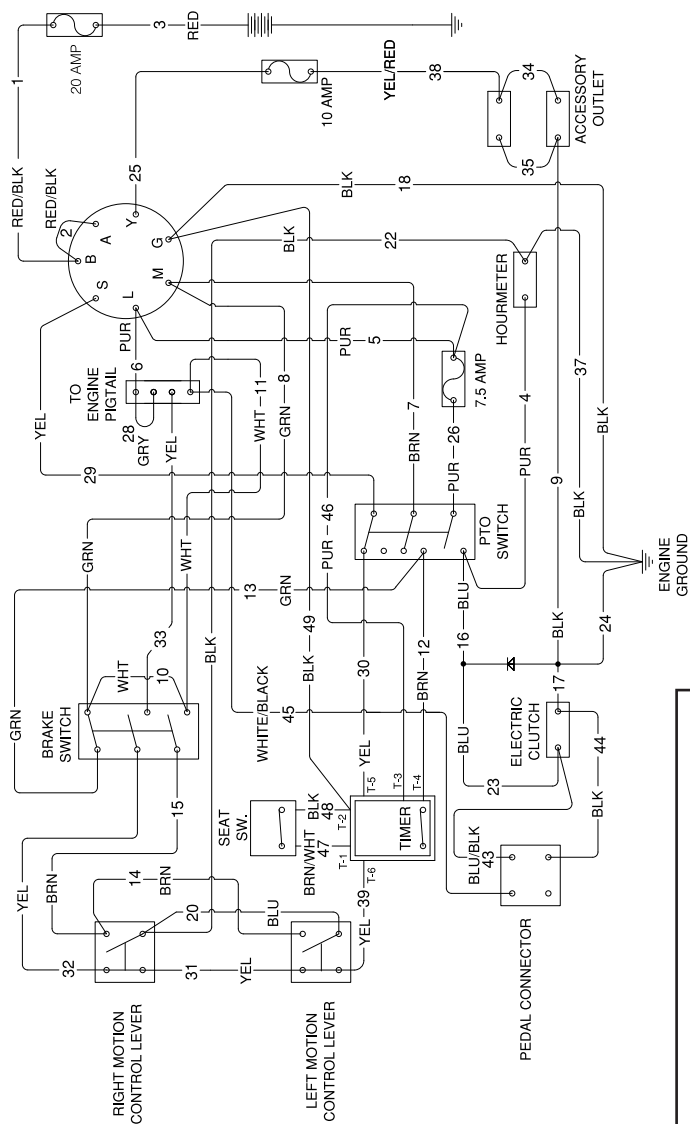 RIGHT MOTION
CONTROL LEVER
LEFT MOTION
CONTROL LEVER
PEDAL CONNECTOR
32
31
YEL
YEL
BRN
14
BRN
20
BLU
YEL
39
15
BRAKE
SWITCH
GRN
WHT
10
33
GRN
WHT
13
GRN
BLK
SEAT
SW.
BRN/WHT
47
BLK
48
T-1
T-2
T-3
T-4
T-5
T-6
TIMER
WHITE/BLACK
45
BLK
49
YEL
30
BRN
12
PUR
46
BLU
16
BLU
23
BLU/BLK
43
BLK
44
ELECTRIC
CLUTCH
17
BLK
9
24
ENGINE
GROUND
PTO
SWITCH
YEL
29
TO
ENGINE
PIGTAIL
28
GRY
YEL
WHT
11
GRN
8
BRN
7
PUR
26
7.5 AMP
PUR
5
PUR
6
PUR
4
HOURMETER
BLK
37
BLK
22
BLK
18
BLK
S
B
A
L
Y
M
G
2
RED/BLK
RED/BLK
1
20 AMP
3
RED
25
10 AMP
YEL/RED
38
34
35
ACCESSORY
OUTLET